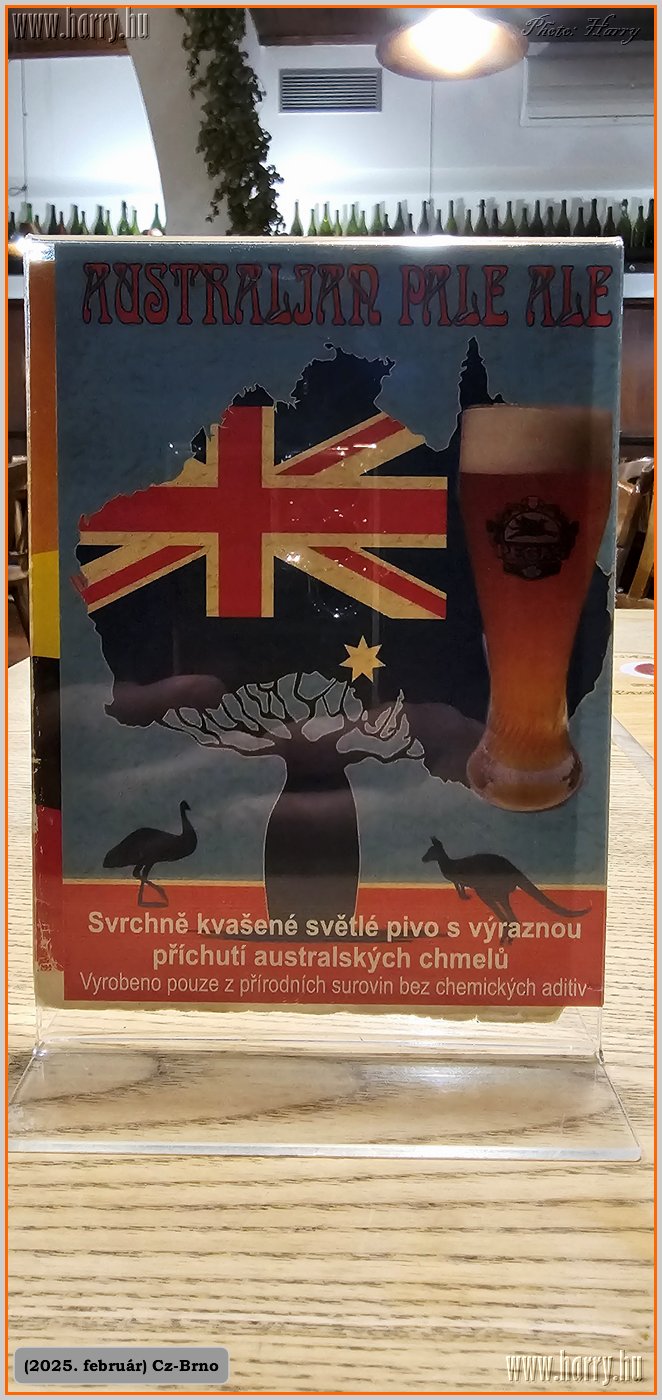 www.harry.hu
Photo: Harry
AUSTRALIAN PALE ALE
PEGAS
Svrchně kvašené světlé pivo s výraznou
příchutí australských chmelů
Vyrobeno pouze z přírodních surovin bez chemických aditiv
(2025. február) Cz-Brno
www.harry.hu